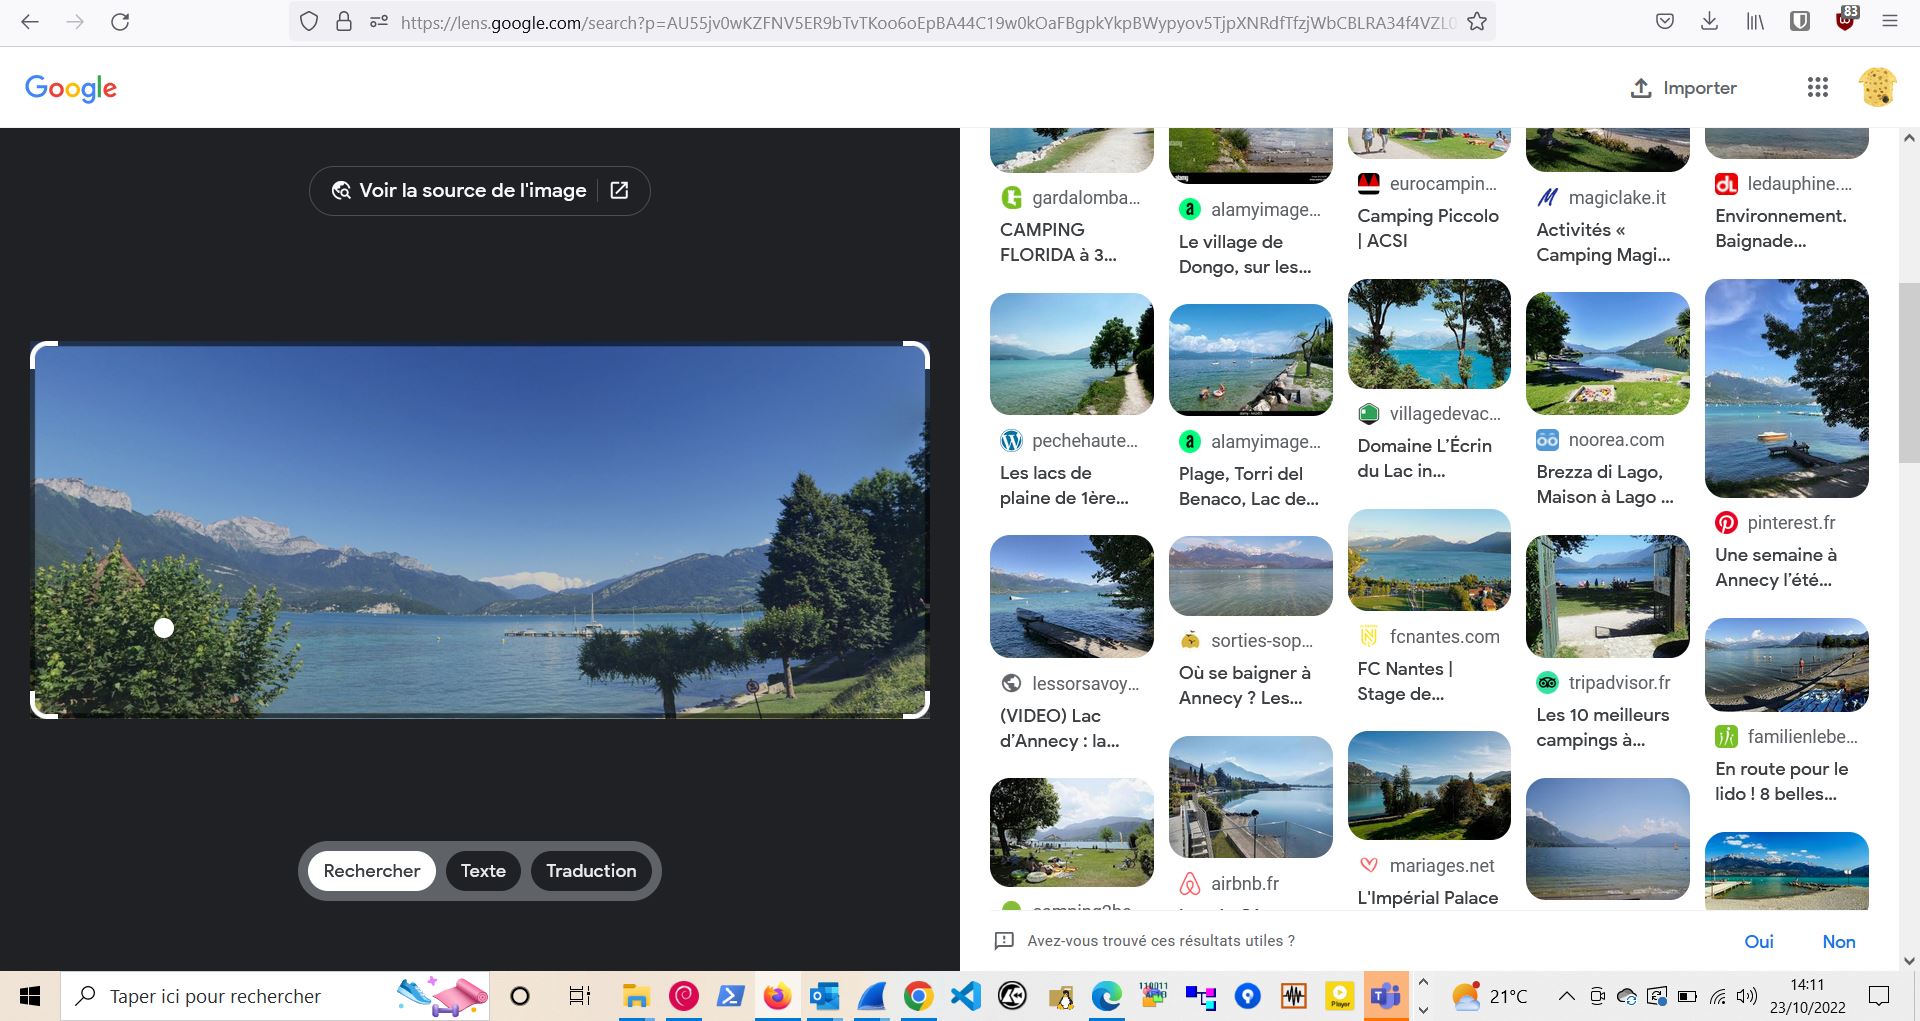 https://lens.google.com/search?p=AU55jv0wKZFNV5ER9bTvTKoo6oEpBA44C19w0kOaFBgpkYkpBWypyov5TjpXNRdfTfzjWbCBLRA34f4VZL
83
Google
Importer
Voir la source de l'image
Rechercher
Texte
Traduction
gardalomba...
CAMPING
FLORIDA à 3...
pechehaute...
Les lacs de
plaine de 1ère...
lessorsavoy...
(VIDEO) Lac
d'Annecy : la...
alamy
a alamyimage...
Le village de
Dongo, sur les...
a alamyimage...
Plage, Torri del
Benaco, Lac de...
sorties-sop...
Où se baigner à
Annecy ? Les...
airbnb.fr
eurocampin...
Camping Piccolo
| ACSI
villagedevac...
Domaine L'Écrin
du Lac in...
fcnantes.com
FC Nantes |
Stage de...
mariages.net
L'Impérial Palace
magiclake.it
Activités «
Camping Magi...
noorea.com
Brezza di Lago,
Maison à Lago ...
tripadvisor.fr
Les 10 meilleurs
campings à...
dL ledauphine....
Environnement.
Baignade...
pinterest.fr
Une semaine à
Annecy l'été...
familienlebe...
En route pour le
lido ! 8 belles...
Avez-vous trouvé ces résultats utiles ?
Oui
Non
Taper ici pour rechercher
Player
21°C
14:11
23/10/2022